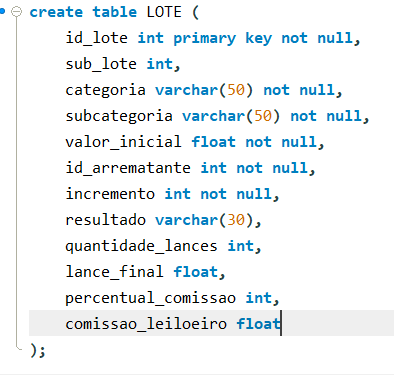 create table LOTE (
id_lote int primary key not null,
sub_lote int,
categoria varchar(50) not null,
subcategoria varchar(50) not null,
valor_inicial float not null,
id_arrematante int not null,
incremento int not null,
resultado varchar(30),
quantidade_lances int,
lance_final float,
percentual_comissao int,
comissao_leiloeiro float
);